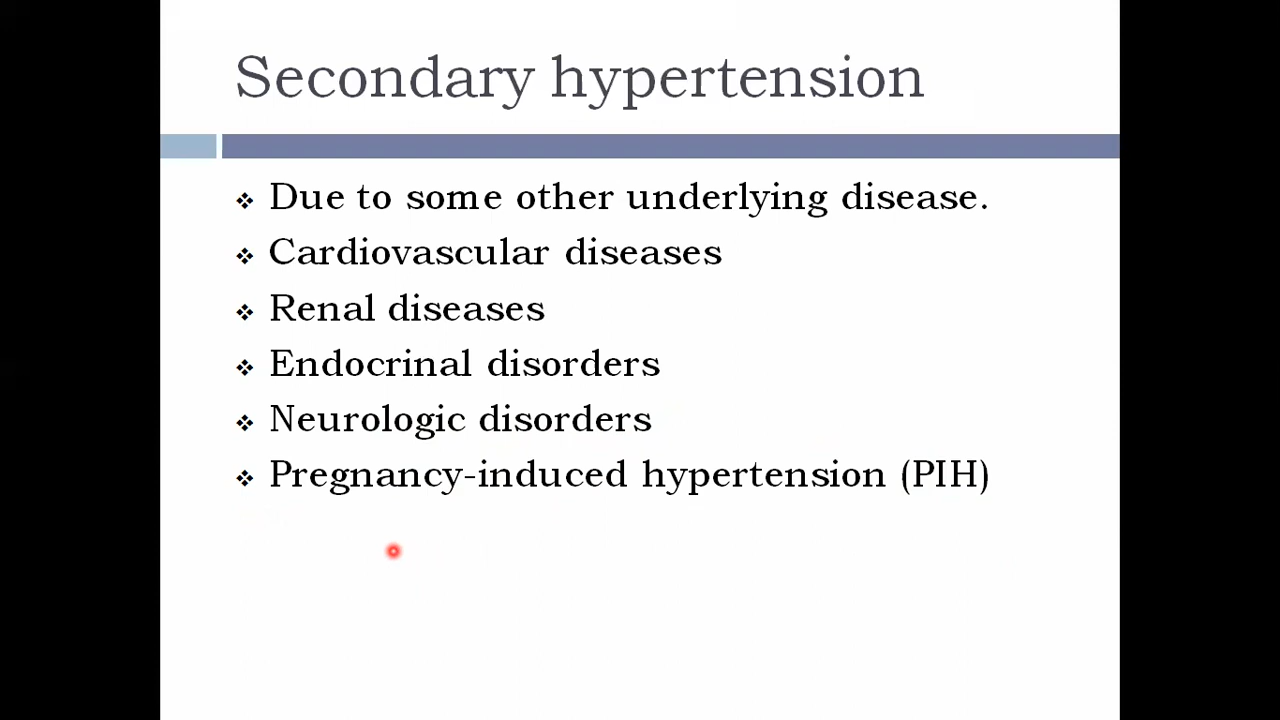 Secondary hypertension
❖ Due to some other underlying disease.
❖ Cardiovascular diseases
❖ Renal diseases
❖ Endocrinal disorders
❖ Neurologic disorders
❖ Pregnancy-induced hypertension (PIH)